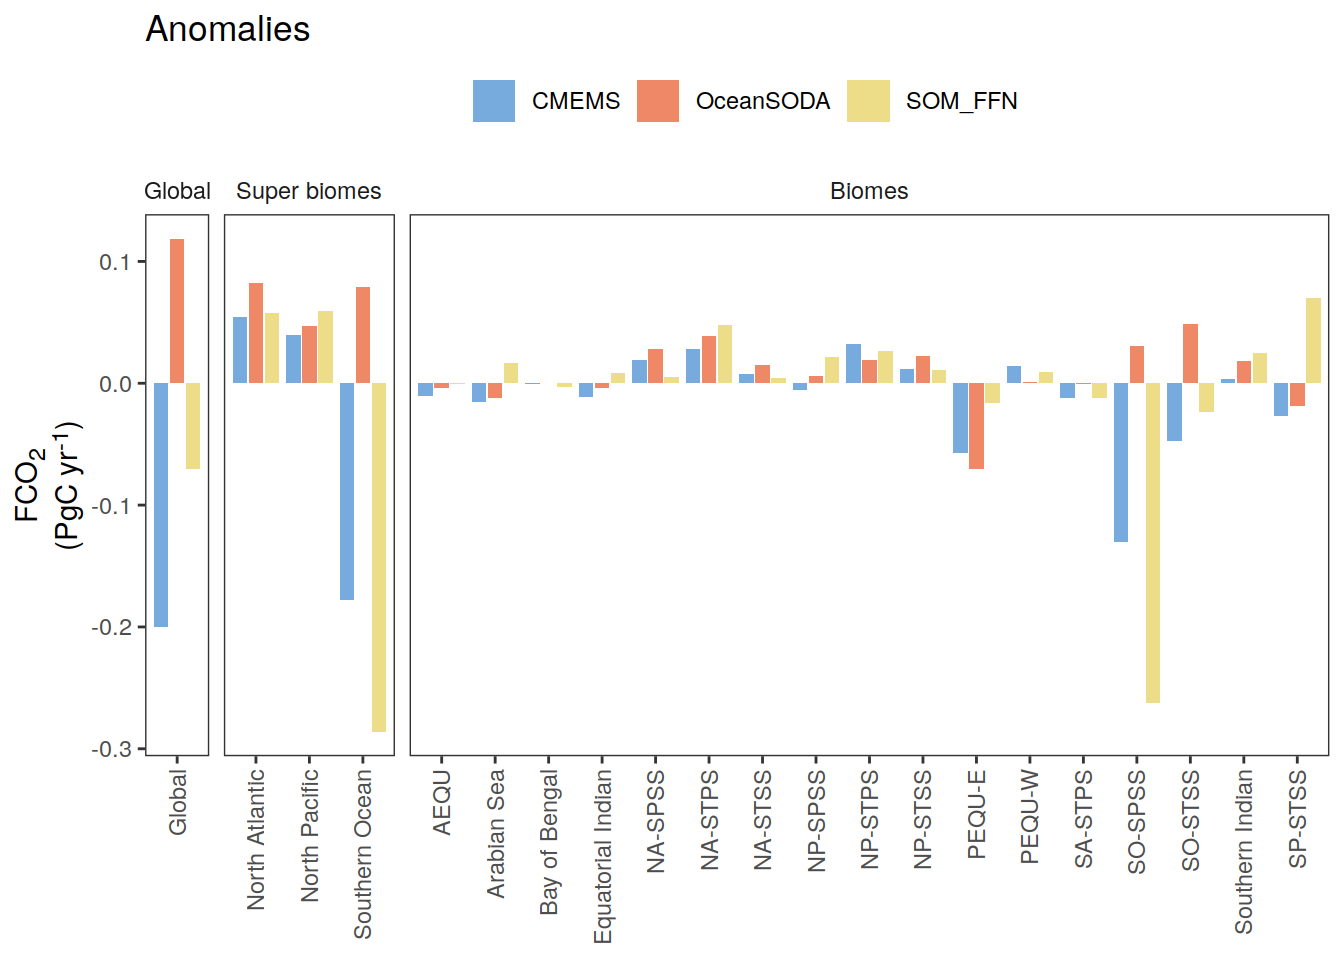 Anomalies
CMEMS OceanSODA SOM_FFN
Global Super biomes Biomes
0.1
0.0
-0.1
-0.2
-0.3
FCO₂
(PgC yr⁻¹)
Global
North Atlantic
North Pacific
Southern Ocean
AEQU
Arabian Sea
Bay of Bengal
Equatorial Indian
NA-SPSS
NA-STPS
NA-STSS
NP-SPSS
NP-STPS
NP-STSS
PEQU-E
PEQU-W
SA-STPS
SO-SPSS
SO-STSS
Southern Indian
SP-STSS